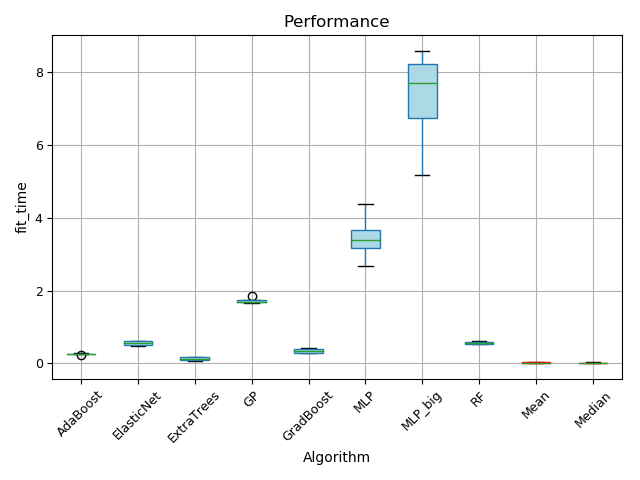 Performance
fit_time
8
6
4
2
0
AdaBoost
ElasticNet
ExtraTrees
GP
GradBoost
MLP
MLP_big
RF
Mean
Median
Algorithm